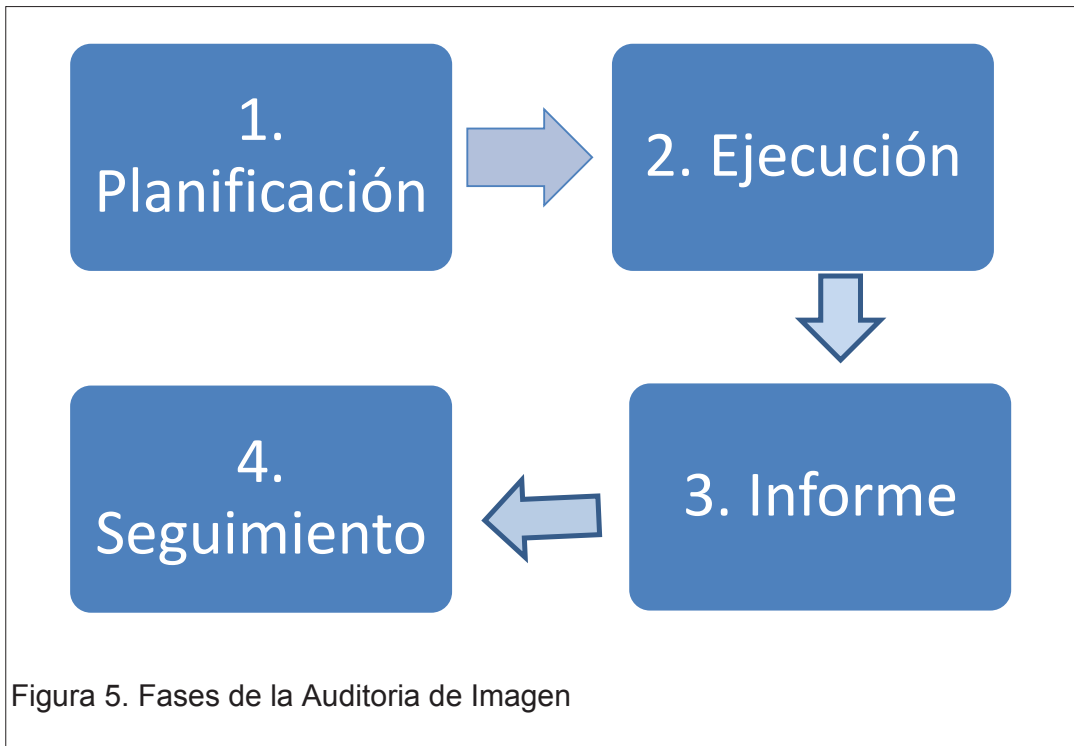 1.
Planificación
2. Ejecución
3. Informe
4.
Seguimiento
Figura 5. Fases de la Auditoria de Imagen